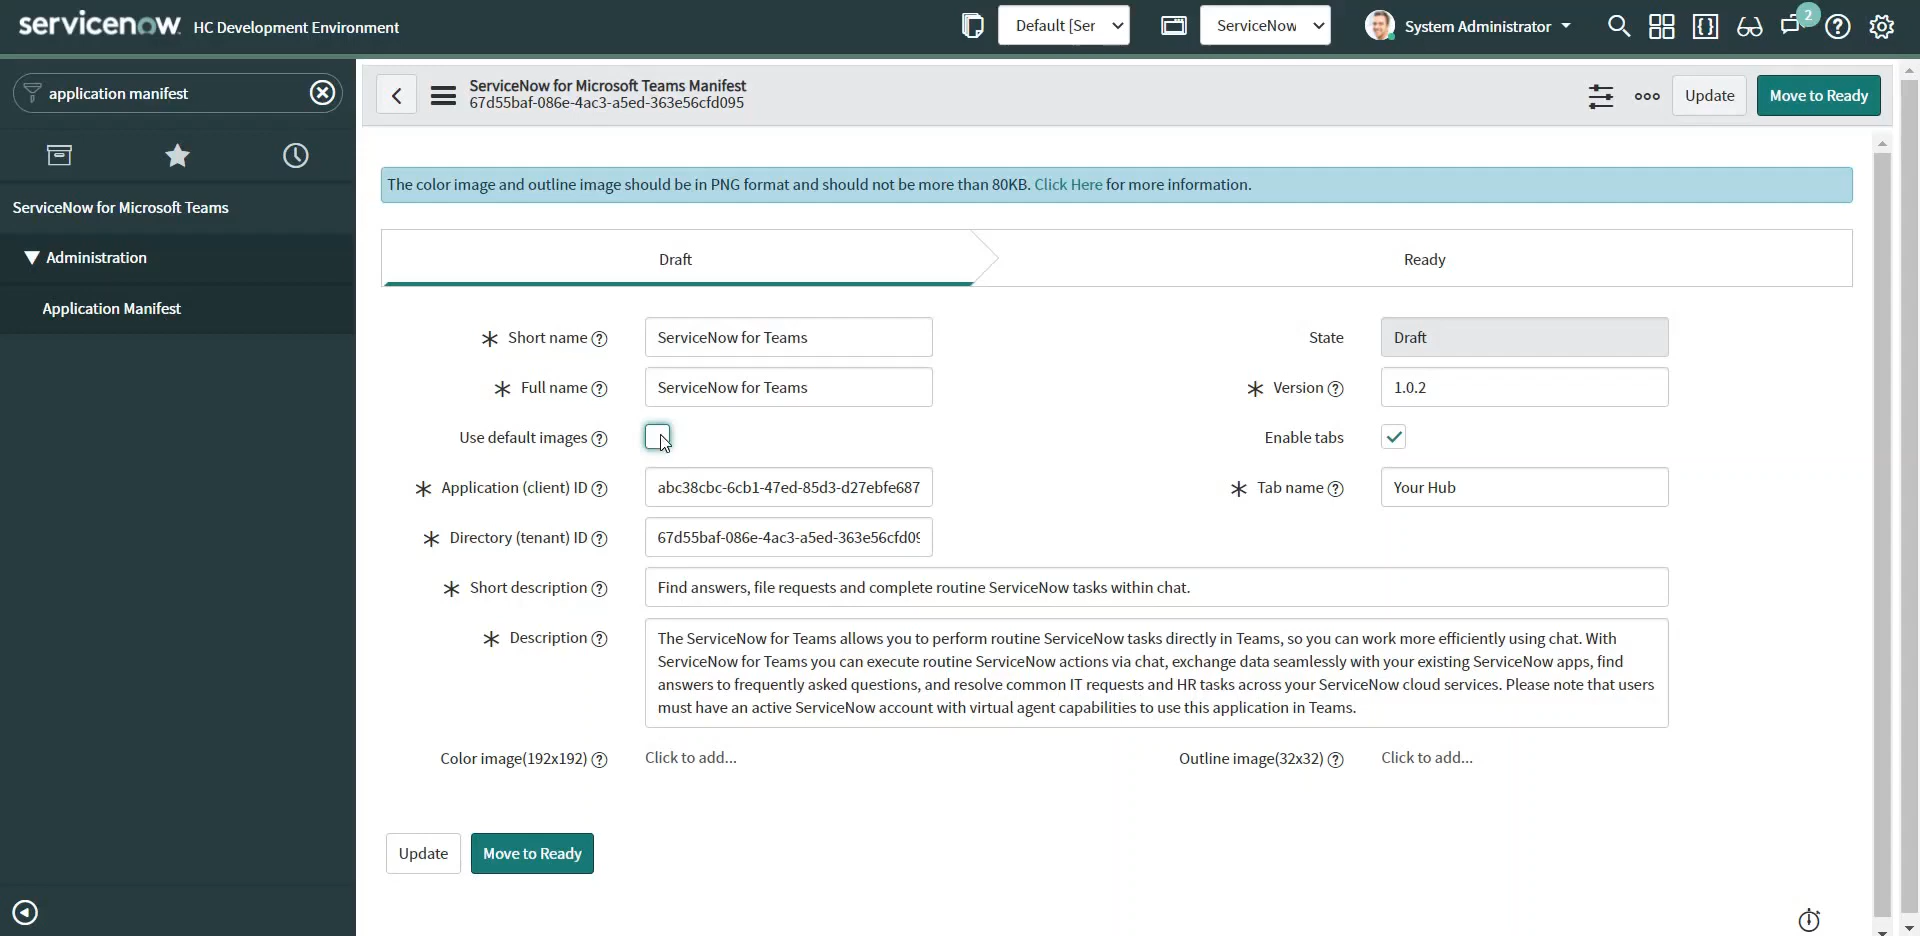 servicenow. HC Development Environment
Default [Ser
ServiceNow
System Administrator
2
application manifest
ServiceNow for Microsoft Teams
Administration
Application Manifest
ServiceNow for Microsoft Teams Manifest
67d55baf-086e-4ac3-a5ed-363e56cfd095
Update
Move to Ready
The color image and outline image should be in PNG format and should not be more than 80KB. Click Here for more information.
Draft
Ready
Short name
ServiceNow for Teams
State
Draft
Full name
ServiceNow for Teams
Version
1.0.2
Use default images
Enable tabs
Application (client) ID
abc38cbc-6cb1-47ed-85d3-d27ebfe687
Tab name
Your Hub
Directory (tenant) ID
67d55baf-086e-4ac3-a5ed-363e56cfd09
Short description
Find answers, file requests and complete routine ServiceNow tasks within chat.
Description
The ServiceNow for Teams allows you to perform routine ServiceNow tasks directly in Teams, so you can work more efficiently using chat. With
ServiceNow for Teams you can execute routine ServiceNow actions via chat, exchange data seamlessly with your existing ServiceNow apps, find
answers to frequently asked questions, and resolve common IT requests and HR tasks across your ServiceNow cloud services. Please note that users
must have an active ServiceNow account with virtual agent capabilities to use this application in Teams.
Color image(192x192)
Click to add...
Outline image(32x32)
Click to add...
Update
Move to Ready